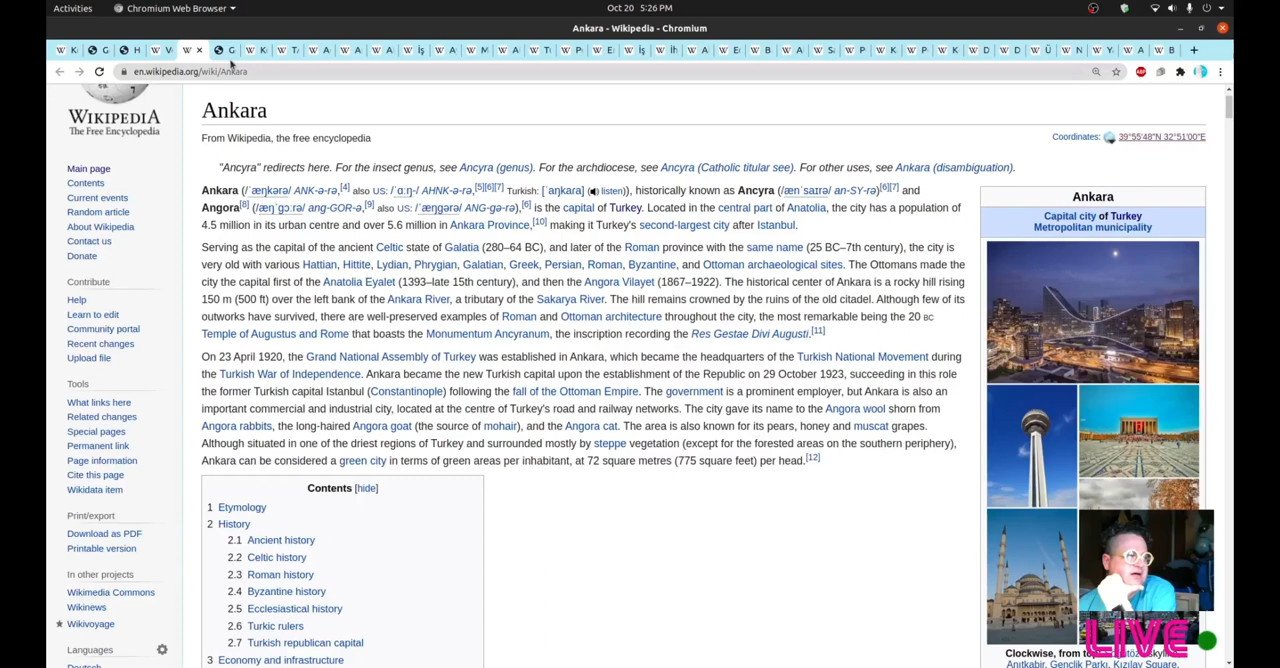 Activities
Chromium Web Browser
Oct 20 5:26 PM
Ankara - Wikipedia - Chromium
en.wikipedia.org/wiki/Ankara
WIKIPEDIA
The Free Encyclopedia
Main page
Contents
Current events
Random article
About Wikipedia
Contact us
Donate
Contribute
Help
Learn to edit
Community portal
Recent changes
Upload file
Tools
What links here
Related changes
Special pages
Permanent link
Page information
Cite this page
Wikidata item
Print/export
Download as PDF
Printable version
In other projects
Wikimedia Commons
Wikinews
Wikivoyage
Languages
Deutsch
Ankara
From Wikipedia, the free encyclopedia
Coordinates: 39°55′48″N 32°51′00″E
"Ancyra" redirects here. For the insect genus, see Ancyra (genus). For the archdiocese, see Ancyra (Catholic titular see). For other uses, see Ankara (disambiguation).
Ankara (/ˈæŋkərə/ ANK-ə-rə,[4] also US: /ˈɑːŋ-/ AHNK-ə-rə,[5][6][7] Turkish: [ˈaŋkaɾa] (listen)), historically known as Ancyra (/ænˈsaɪrə/ an-SY-rə)[6][7] and
Angora[8] (/æŋˈɡɔːrə/ ang-GOR-ə,[9] also US: /ˈæŋɡərə/ ANG-gə-rə),[6] is the capital of Turkey. Located in the central part of Anatolia, the city has a population of
4.5 million in its urban centre and over 5.6 million in Ankara Province,[10] making it Turkey's second-largest city after Istanbul.
Serving as the capital of the ancient Celtic state of Galatia (280–64 BC), and later of the Roman province with the same name (25 BC–7th century), the city is
very old with various Hattian, Hittite, Lydian, Phrygian, Galatian, Greek, Persian, Roman, Byzantine, and Ottoman archaeological sites. The Ottomans made the
city the capital first of the Anatolia Eyalet (1393–late 15th century), and then the Angora Vilayet (1867–1922). The historical center of Ankara is a rocky hill rising
150 m (500 ft) over the left bank of the Ankara River, a tributary of the Sakarya River. The hill remains crowned by the ruins of the old citadel. Although few of its
outworks have survived, there are well-preserved examples of Roman and Ottoman architecture throughout the city, the most remarkable being the 20 BC
Temple of Augustus and Rome that boasts the Monumentum Ancyranum, the inscription recording the Res Gestae Divi Augusti.[11]
On 23 April 1920, the Grand National Assembly of Turkey was established in Ankara, which became the headquarters of the Turkish National Movement during
the Turkish War of Independence. Ankara became the new Turkish capital upon the establishment of the Republic on 29 October 1923, succeeding in this role
the former Turkish capital Istanbul (Constantinople) following the fall of the Ottoman Empire. The government is a prominent employer, but Ankara is also an
important commercial and industrial city, located at the centre of Turkey's road and railway networks. The city gave its name to the Angora wool shorn from
Angora rabbits, the long-haired Angora goat (the source of mohair), and the Angora cat. The area is also known for its pears, honey and muscat grapes.
Although situated in one of the driest regions of Turkey and surrounded mostly by steppe vegetation (except for the forested areas on the southern periphery),
Ankara can be considered a green city in terms of green areas per inhabitant, at 72 square metres (775 square feet) per head.[12]
Contents [hide]
1 Etymology
2 History
2.1 Ancient history
2.2 Celtic history
2.3 Roman history
2.4 Byzantine history
2.5 Ecclesiastical history
2.6 Turkic rulers
2.7 Turkish republican capital
3 Economy and infrastructure
Ankara
Capital city of Turkey
Metropolitan municipality
LIVE
Clockwise, from
Anıtkabir, Gençlik Parkı, Kızılay Square,